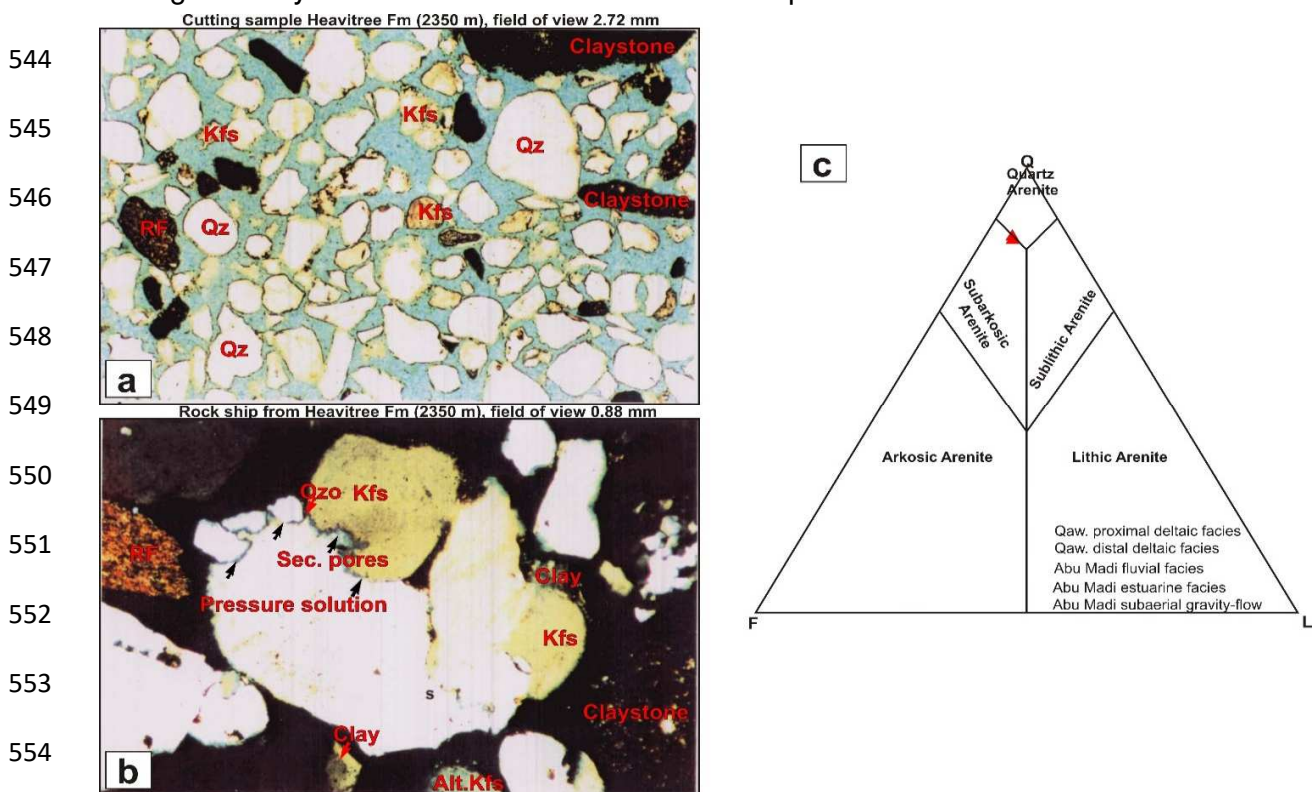 Cutting sample Heavitree Fm (2350 m), field of view 2.72 mm
544
545
546
547
548
549
550
551
552
553
554
Claystone
Kfs
Kfs
Qz
Claystone
Kfs
RF
Qz
Qz
a
Rock ship from Heavitree Fm (2350 m), field of view 0.88 mm
Qzo
Kfs
RF
Sec. pores
Clay
Pressure solution
Kfs
s
Claystone
Clay
Alt.Kfs
b
c
Q
Quartz
Arenite
Subarkosic
Arenite
Sublithic Arenite
Arkosic Arenite
Lithic Arenite
Qaw. proximal deltaic facies
Qaw. distal deltaic facies
Abu Madi fluvial facies
Abu Madi estuarine facies
Abu Madi subaerial gravity-flow
F
L